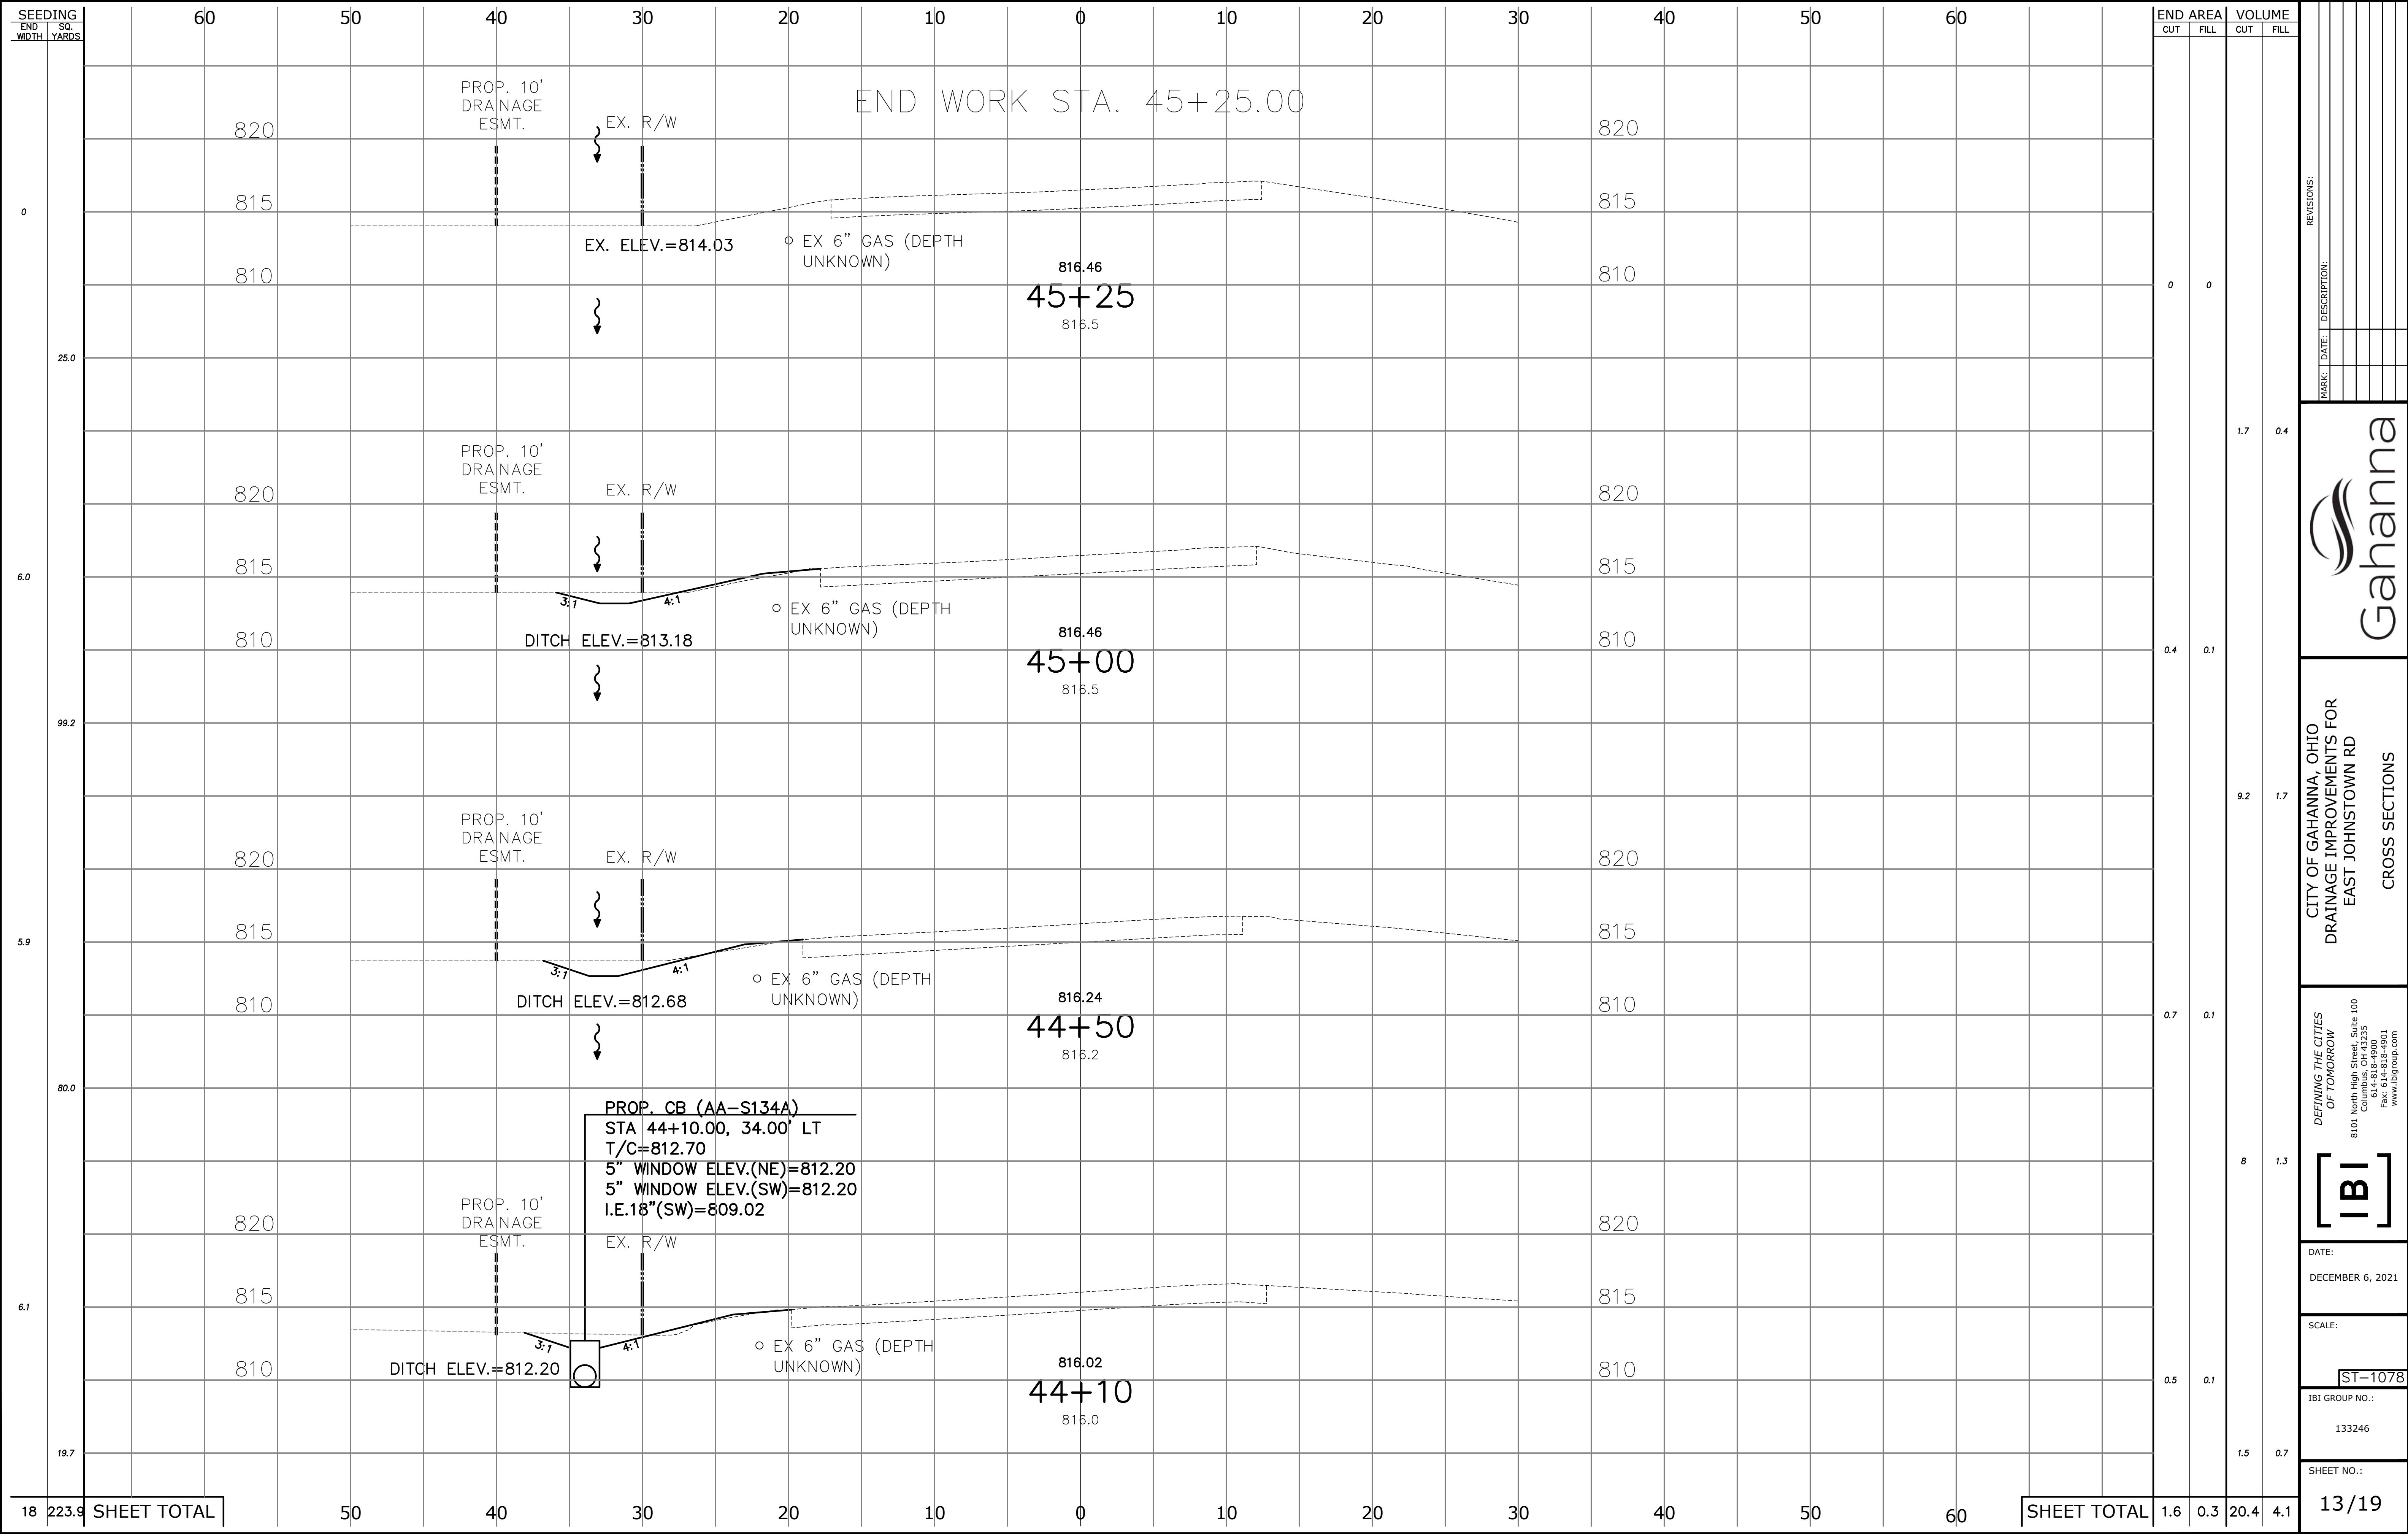 SEEDING
END WIDTH
SQ. YARDS
60 50 40 30 20 10 0 10 20 30 40 50 60
END AREA VOLUME
CUT FILL CUT FILL
PROP. 10'
DRAINAGE
ESMT.
EX. R/W
END WORK STA. 45+25.00
820 820
815 815
0
EX. ELEV.=814.03
EX 6" GAS (DEPTH
UNKNOWN)
810 810
816.46
45+25
816.5
0 0
25.0
1.7 0.4
PROP. 10'
DRAINAGE
ESMT.
EX. R/W
820 820
815 815
6.0
3:1 4:1
EX 6" GAS (DEPTH
UNKNOWN)
DITCH ELEV.=813.18
810 810
816.46
45+00
816.5
0.4 0.1
99.2
9.2 1.7
PROP. 10'
DRAINAGE
ESMT.
EX. R/W
820 820
815 815
5.9
3:1 4:1
EX 6" GAS (DEPTH
UNKNOWN)
DITCH ELEV.=812.68
810 810
816.24
44+50
816.2
0.7 0.1
80.0
PROP. CB (AA-S134A)
STA 44+10.00, 34.00' LT
T/C=812.70
5" WINDOW ELEV.(NE)=812.20
5" WINDOW ELEV.(SW)=812.20
I.E.18"(SW)=809.02
8 1.3
PROP. 10'
DRAINAGE
ESMT.
EX. R/W
820 820
815 815
6.1
3:1 4:1
EX 6" GAS (DEPTH
UNKNOWN)
DITCH ELEV.=812.20
810 810
816.02
44+10
816.0
0.5 0.1
19.7
1.5 0.7
18 223.9 SHEET TOTAL
50 40 30 20 10 0 10 20 30 40 50 60
SHEET TOTAL 1.6 0.3 20.4 4.1
REVISIONS:
MARK: DATE: DESCRIPTION:
Gahanna
CITY OF GAHANNA, OHIO
DRAINAGE IMPROVEMENTS FOR
EAST JOHNSTOWN RD
CROSS SECTIONS
DEFINING THE CITIES
OF TOMORROW
8101 North High Street, Suite 100
Columbus, OH 43235
614-818-4900
Fax: 614-818-4901
www.ibigroup.com
[IBI]
DATE:
DECEMBER 6, 2021
SCALE:
ST-1078
IBI GROUP NO.:
133246
SHEET NO.:
13/19